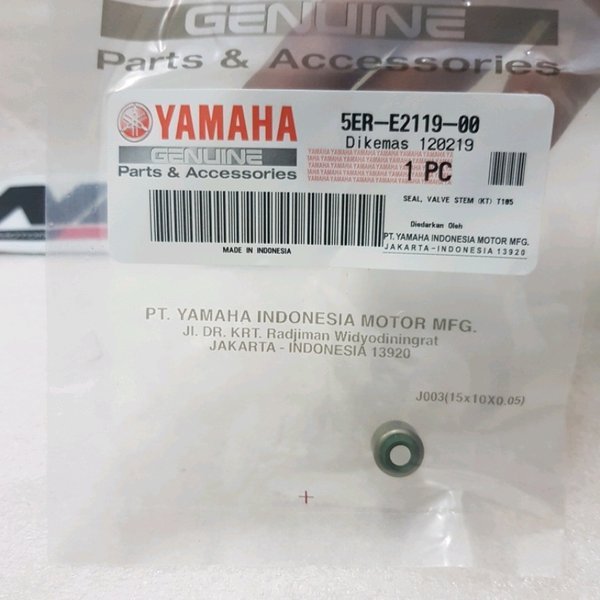 GENUINE
Parts & Accessories
YAMAHA
GENUINE
Parts & Accessories
5ER-E2119-00
Dikemas 120219
1 PC
SEAL, VALVE STEM (KT) T105
Diedarkan Oleh
PT. YAMAHA INDONESIA MOTOR MFG.
JAKARTA-INDONESIA 13920
MADE IN INDONESIA
PT. YAMAHA INDONESIA MOTOR MFG.
Jl. DR. KRT. Radjiman Widyodiningrat
JAKARTA - INDONESIA 13920
J003(15x10X0.05)